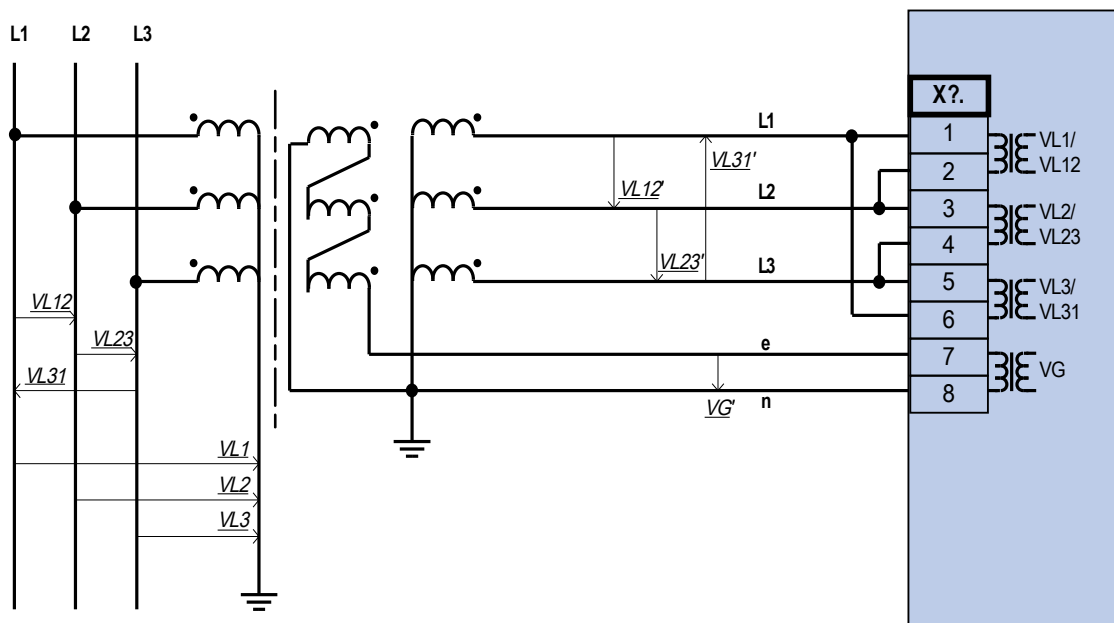 L1 L2 L3
X?.
L1
1
VL1/
VL12
VL31'
2
VL12'
L2
3
VL2/
VL23
4
VL23'
L3
5
VL3/
VL31
6
VL12
VL23
VL31
e
7
VG
n
8
VG'
VL1
VL2
VL3